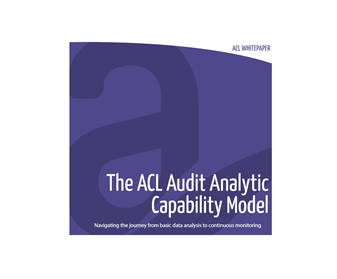 ACL WHITEPAPER
The ACL Audit Analytic
Capability Model
Navigating the journey from basic data analysis to continuous monitoring